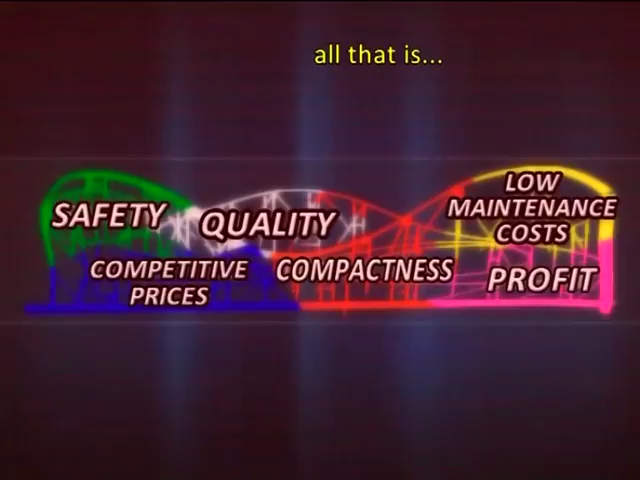 all that is...
SAFETY
QUALITY
LOW
MAINTENANCE
COSTS
COMPETITIVE
PRICES
COMPACTNESS
PROFIT